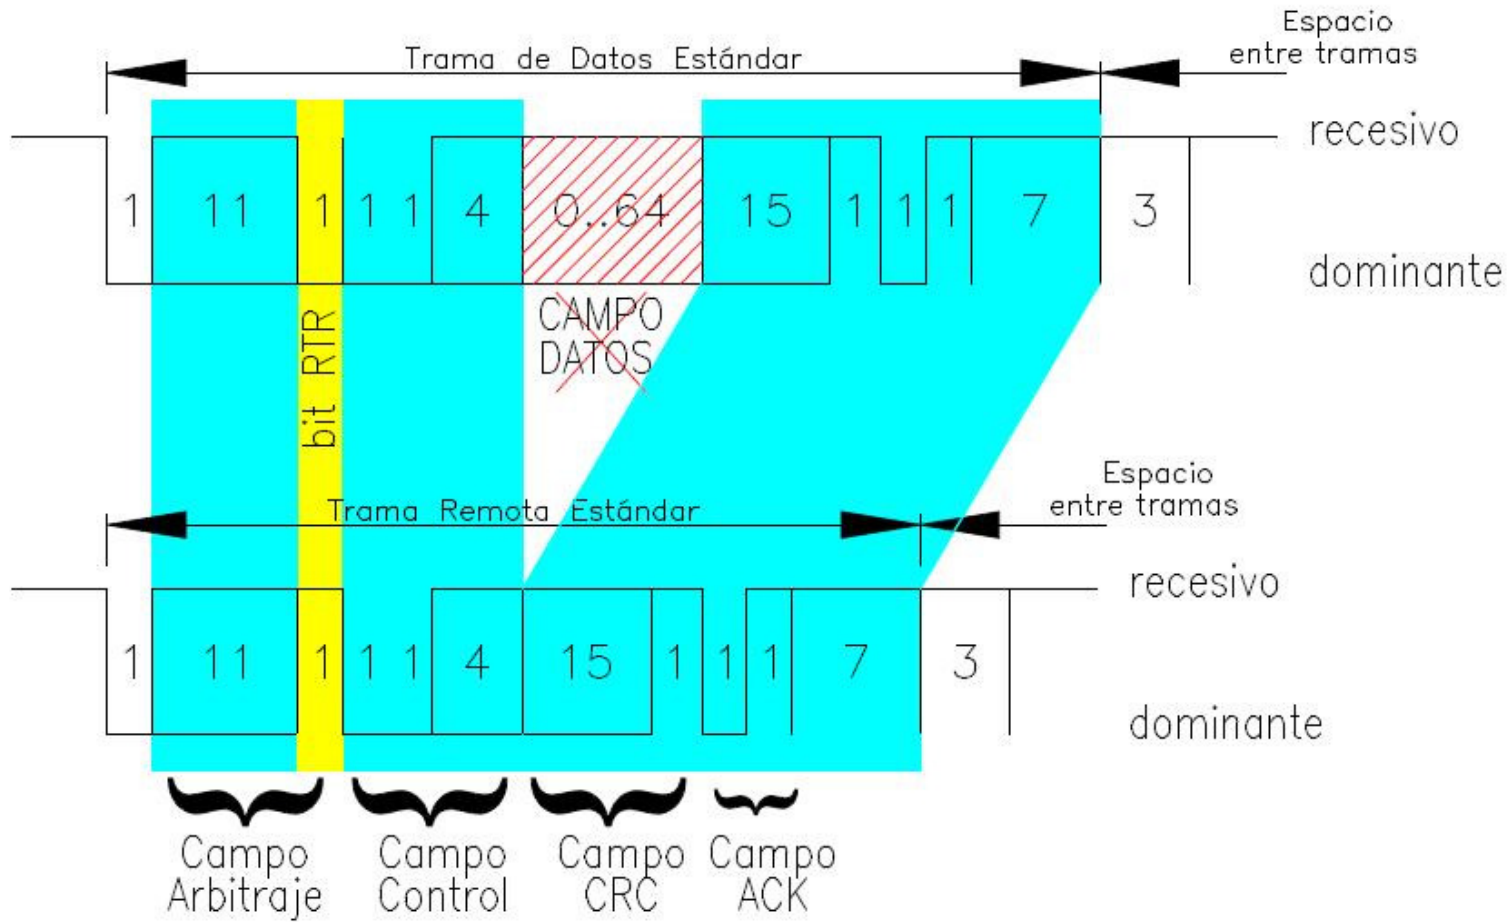 Trama de Datos Estándar
Espacio
entre tramas
recesivo
1 11 1 1 1 4 0..64 15 1 1 1 7 3
dominante
CAMPO
DATOS
bit RTR
Trama Remota Estándar
Espacio
entre tramas
recesivo
1 11 1 1 1 4 15 1 1 1 7 3
dominante
Campo
Arbitraje
Campo
Control
Campo
CRC
Campo
ACK